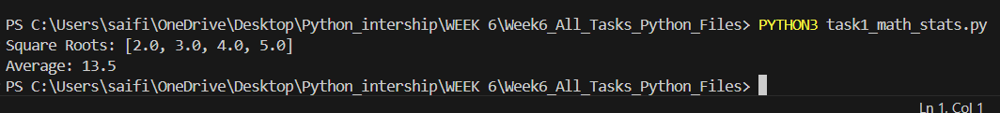 PS C:\Users\saifi\OneDrive\Desktop\Python_intership\WEEK 6\Week6_All_Tasks_Python_Files> PYTHON3 task1_math_stats.py
Square Roots: [2.0, 3.0, 4.0, 5.0]
Average: 13.5
PS C:\Users\saifi\OneDrive\Desktop\Python_intership\WEEK 6\Week6_All_Tasks_Python_Files>
Ln 1, Col 1